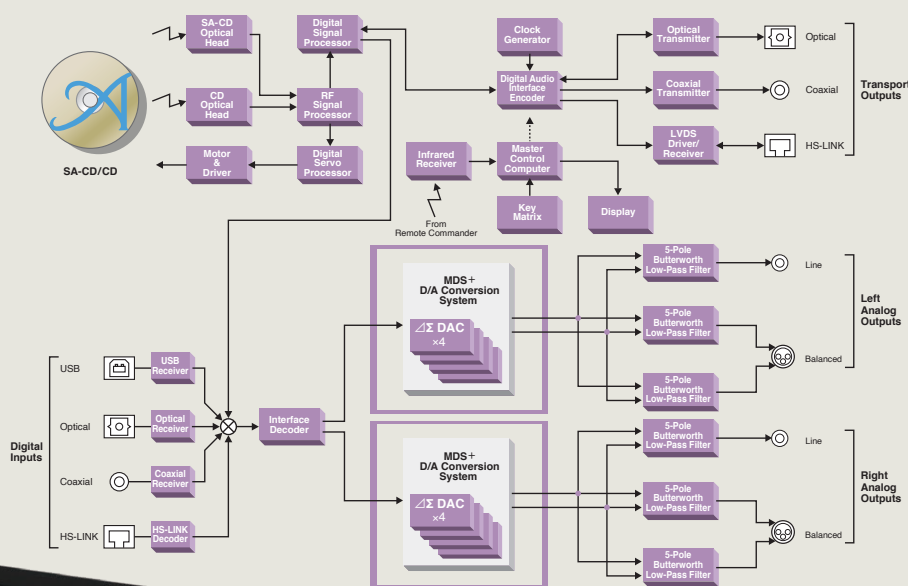 SA-CD
Optical
Head
Digital
Signal
Processor
Clock
Generator
Optical
Transmitter
Optical
CD
Optical
Head
RF
Signal
Processor
Digital Audio
Interface
Encoder
Coaxial
Transmitter
Coaxial
Transport
Outputs
SA-CD/CD
Motor
&
Driver
Digital
Servo
Processor
Infrared
Receiver
Master
Control
Computer
LVDS
Driver/
Receiver
HS-LINK
From
Remote Commander
Key
Matrix
Display
MDS+
D/A Conversion
System
⊿Σ DAC
×4
5-Pole
Butterworth
Low-Pass Filter
Line
5-Pole
Butterworth
Low-Pass Filter
Balanced
5-Pole
Butterworth
Low-Pass Filter
Left
Analog
Outputs
Digital
Inputs
USB
USB
Receiver
Optical
Optical
Receiver
Coaxial
Coaxial
Receiver
HS-LINK
HS-LINK
Decoder
Interface
Decoder
MDS+
D/A Conversion
System
⊿Σ DAC
×4
5-Pole
Butterworth
Low-Pass Filter
Line
5-Pole
Butterworth
Low-Pass Filter
Balanced
5-Pole
Butterworth
Low-Pass Filter
Right
Analog
Outputs